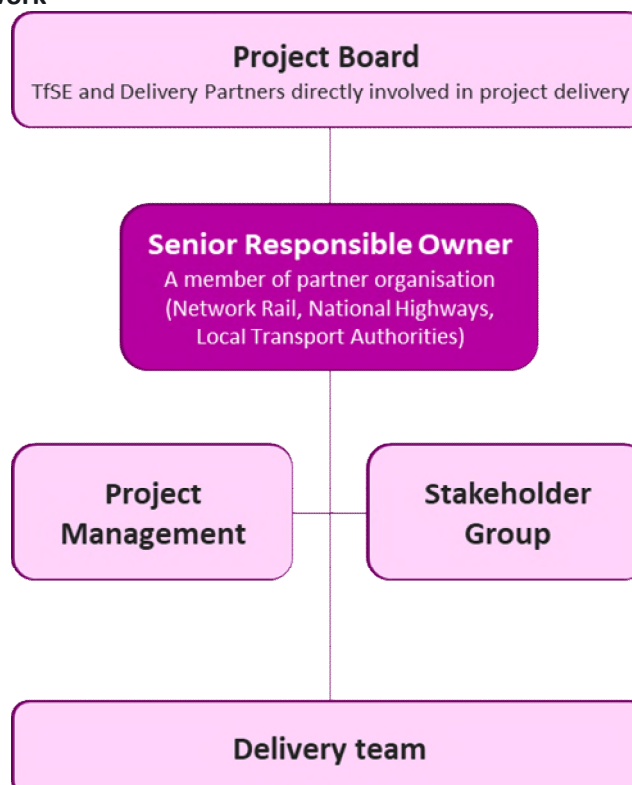 Project Board
TfSE and Delivery Partners directly involved in project delivery
Senior Responsible Owner
A member of partner organisation
(Network Rail, National Highways,
Local Transport Authorities)
Project
Management
Stakeholder
Group
Delivery team